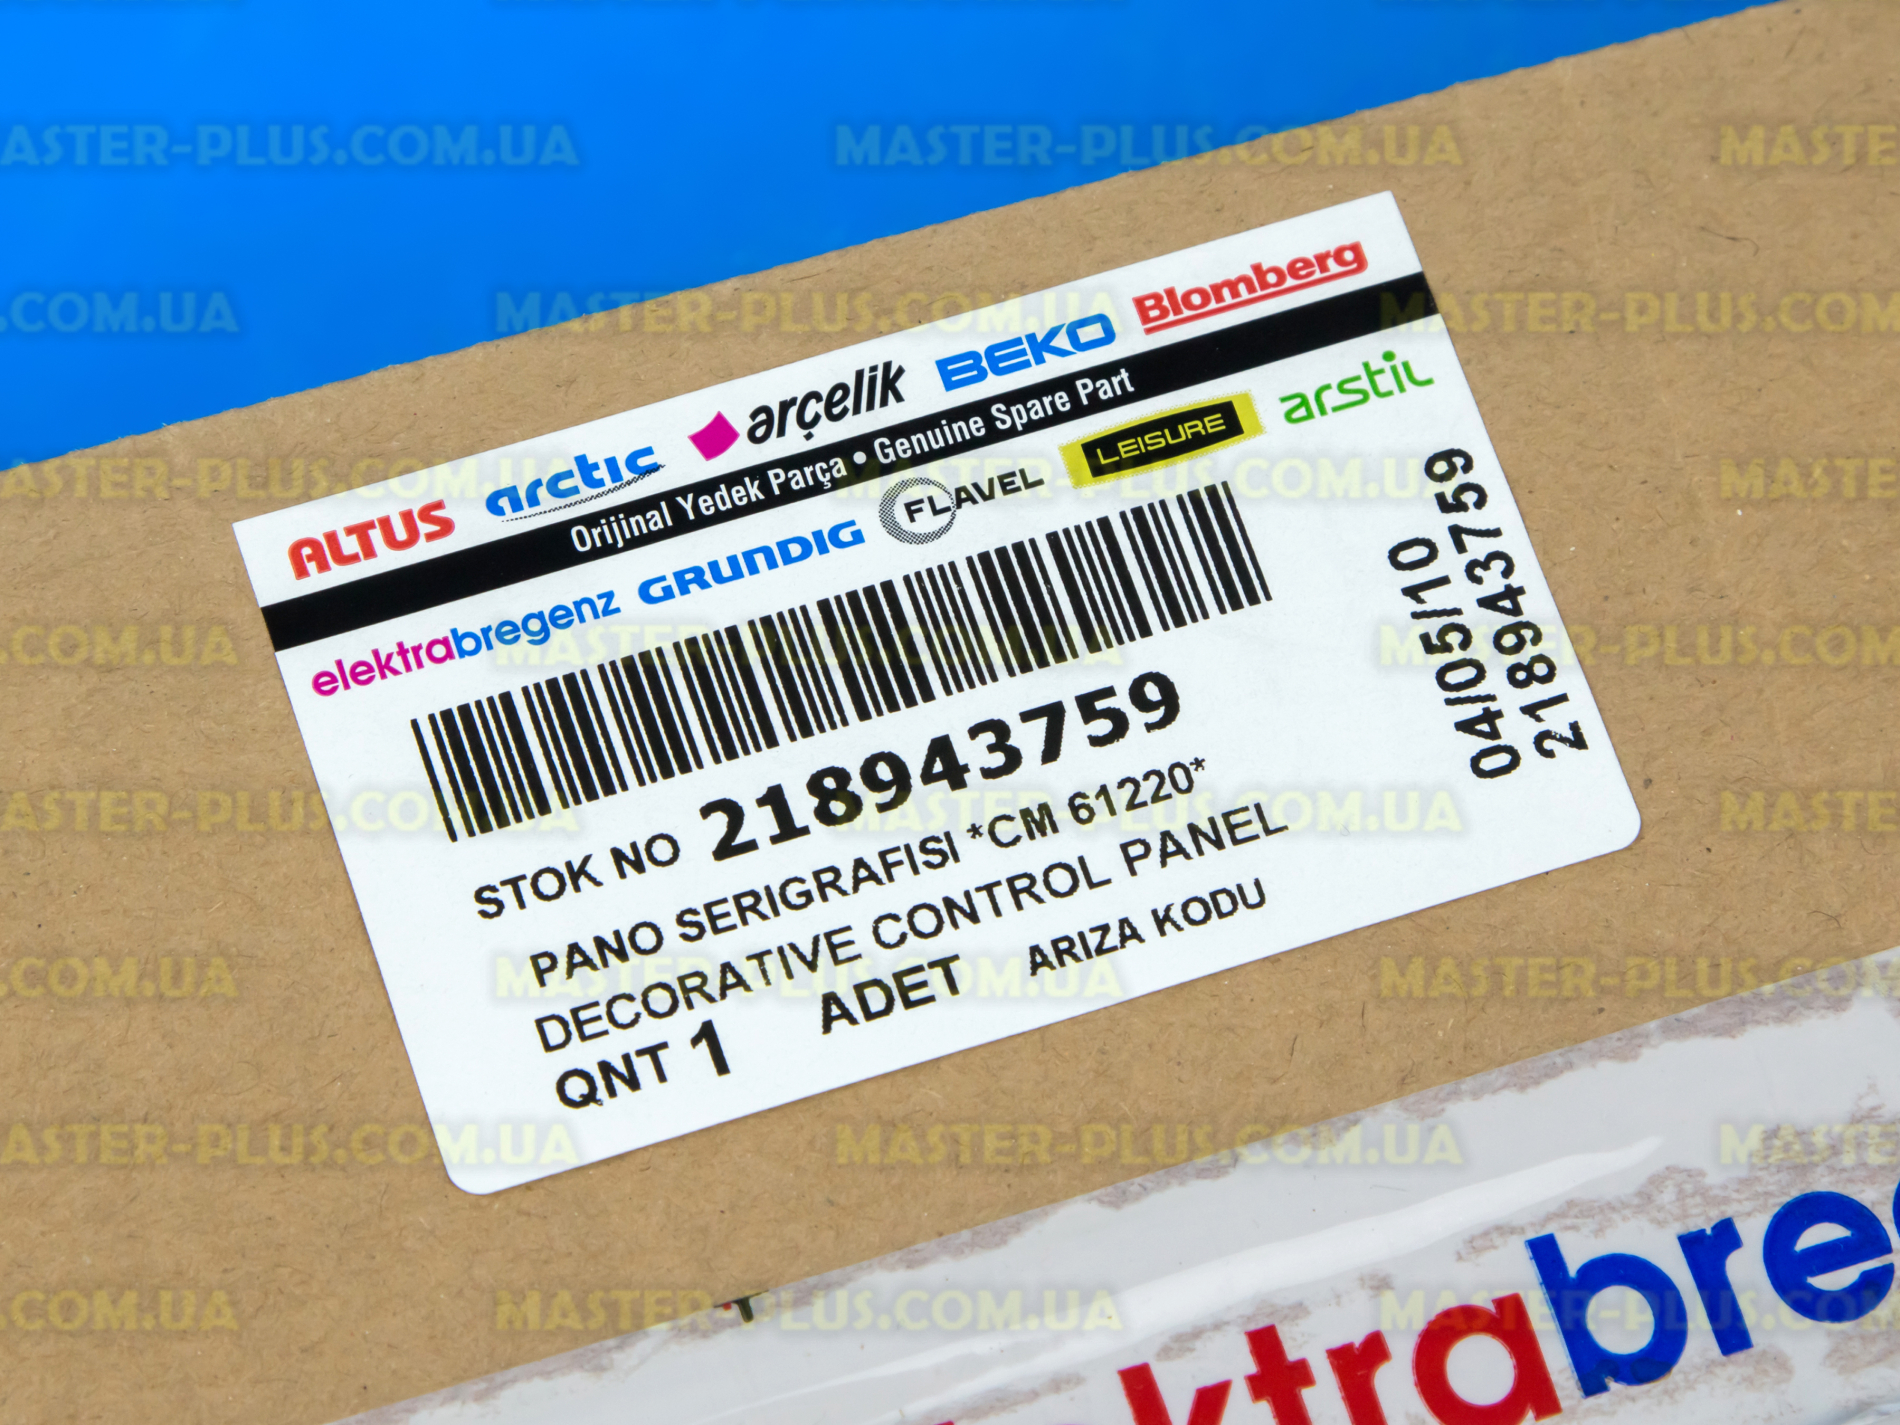 ALTUS arctic arçelik BEKO Blomberg
Orijinal Yedek Parça • Genuine Spare Part
elektrabregenz GRUNDIG FLAVEL LEISURE arstil
STOK NO 218943759
PANO SERIGRAFISI *CM 61220*
DECORATIVE CONTROL PANEL
QNT 1 ADET ARIZA KODU
04/05/10
218943759
MASTER-PLUS.COM.UA